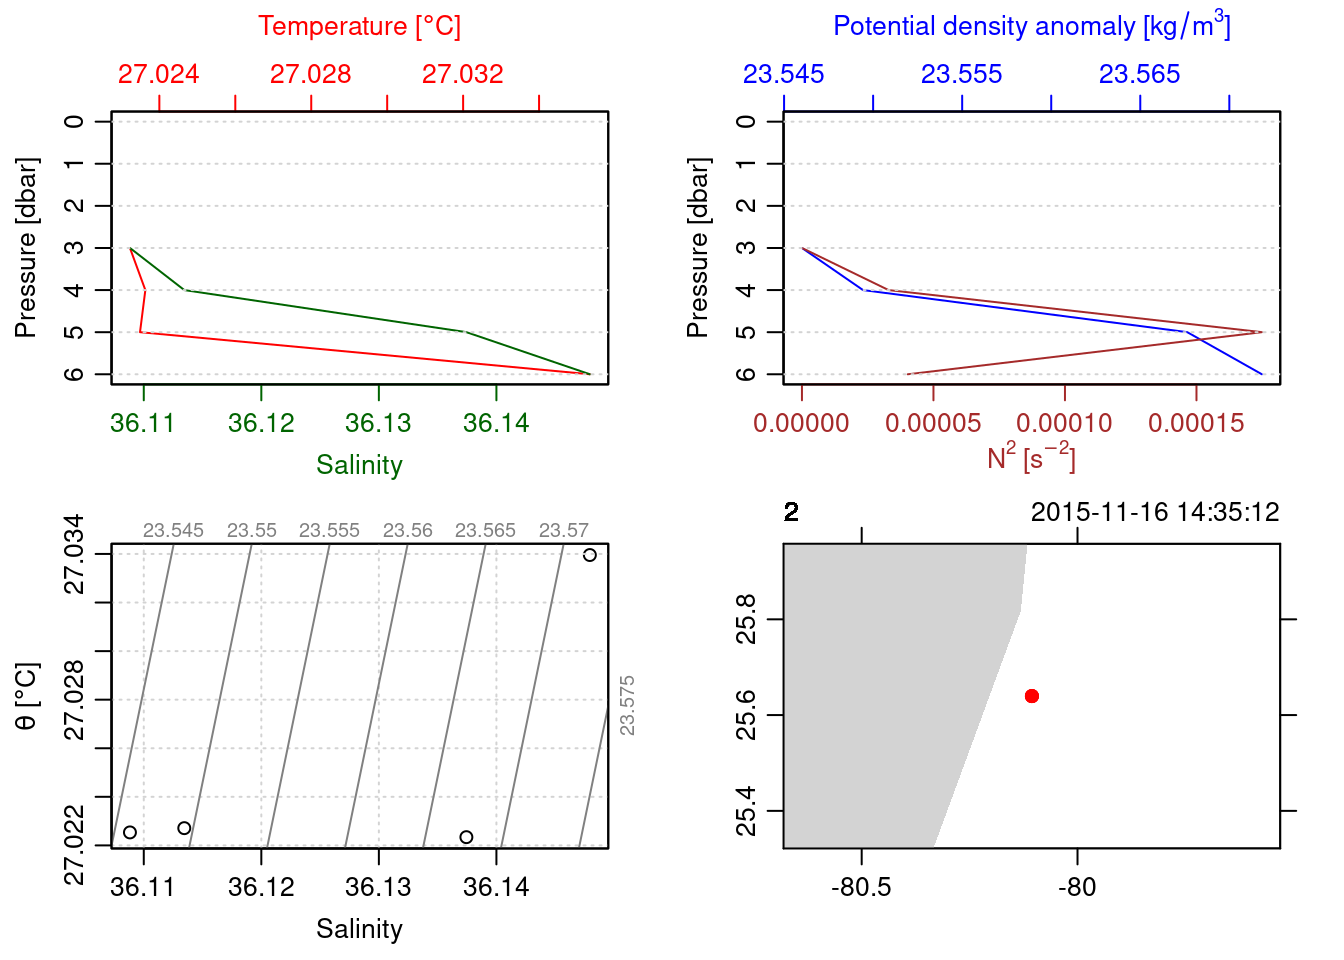 Temperature [°C]
27.024 27.028 27.032
Pressure [dbar]
0
1
2
3
4
5
6
36.11 36.12 36.13 36.14
Salinity
Potential density anomaly [kg/m³]
23.545 23.555 23.565
Pressure [dbar]
0
1
2
3
4
5
6
0.00000 0.00005 0.00010 0.00015
N² [s⁻²]
23.545 23.55 23.555 23.56 23.565 23.57
23.575
θ [°C]
27.034
27.028
27.022
36.11 36.12 36.13 36.14
Salinity
2 2015-11-16 14:35:12
25.8
25.6
25.4
-80.5 -80